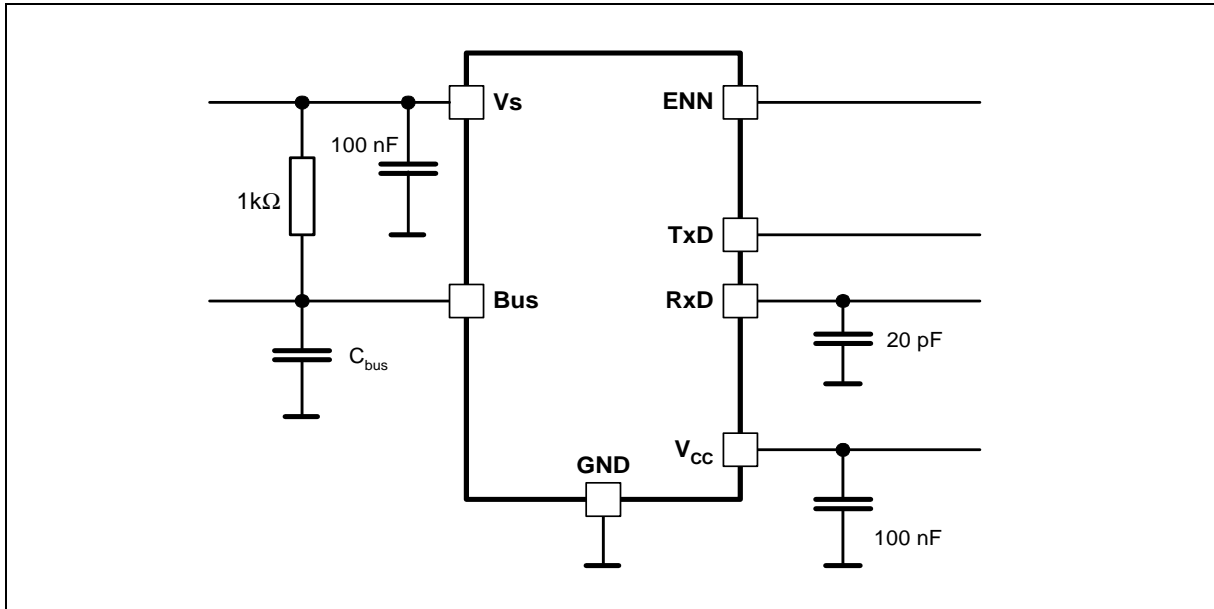 Vs ENN
100 nF
1kΩ
TxD
Bus RxD
20 pF
C_bus
V_CC
GND
100 nF